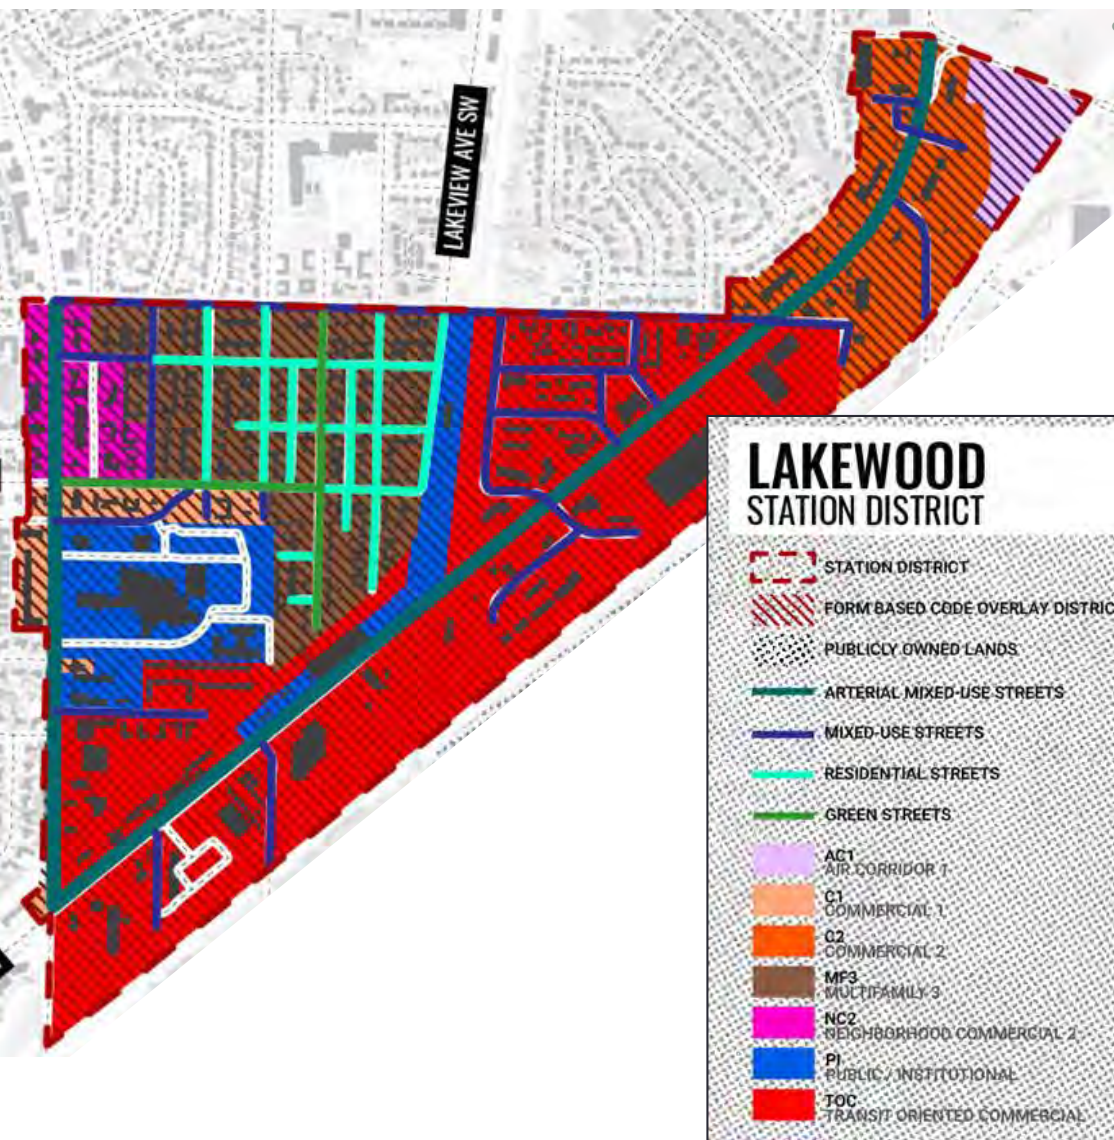 LAKEVIEW AVE SW
LAKEWOOD
STATION DISTRICT
STATION DISTRICT
FORM BASED CODE OVERLAY DISTRIC
PUBLICLY OWNED LANDS
ARTERIAL MIXED-USE STREETS
MIXED-USE STREETS
RESIDENTIAL STREETS
GREEN STREETS
AC1
AIR CORRIDOR 1
C1
COMMERCIAL 1
C2
COMMERCIAL 2
MF3
MULTIFAMILY 3
NC2
NEIGHBORHOOD COMMERCIAL 2
PI
PUBLIC / INSTITUTIONAL
TOC
TRANSIT ORIENTED COMMERCIAL